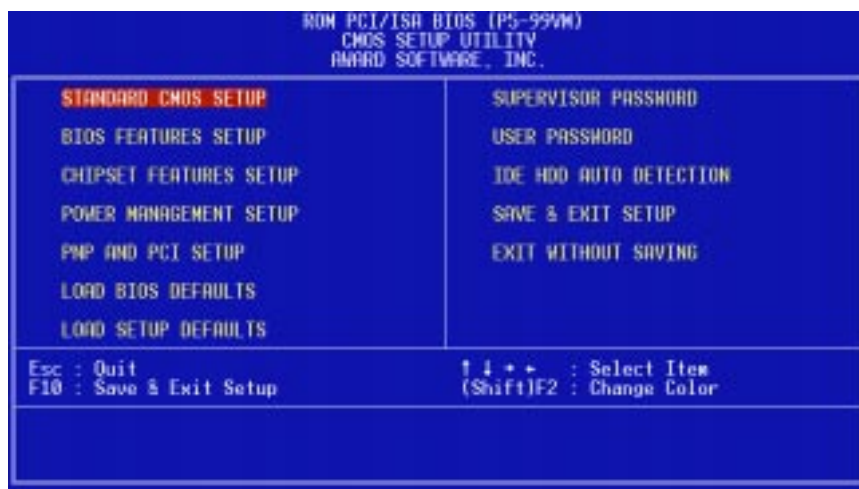 ROM PCI/ISA BIOS (P5-99VM)
CMOS SETUP UTILITY
AWARD SOFTWARE, INC.
STANDARD CMOS SETUP
BIOS FEATURES SETUP
CHIPSET FEATURES SETUP
POWER MANAGEMENT SETUP
PNP AND PCI SETUP
LOAD BIOS DEFAULTS
LOAD SETUP DEFAULTS
SUPERVISOR PASSWORD
USER PASSWORD
IDE HDD AUTO DETECTION
SAVE & EXIT SETUP
EXIT WITHOUT SAVING
Esc : Quit
F10 : Save & Exit Setup
↑ ↓ → ← : Select Item
(Shift)F2 : Change Color